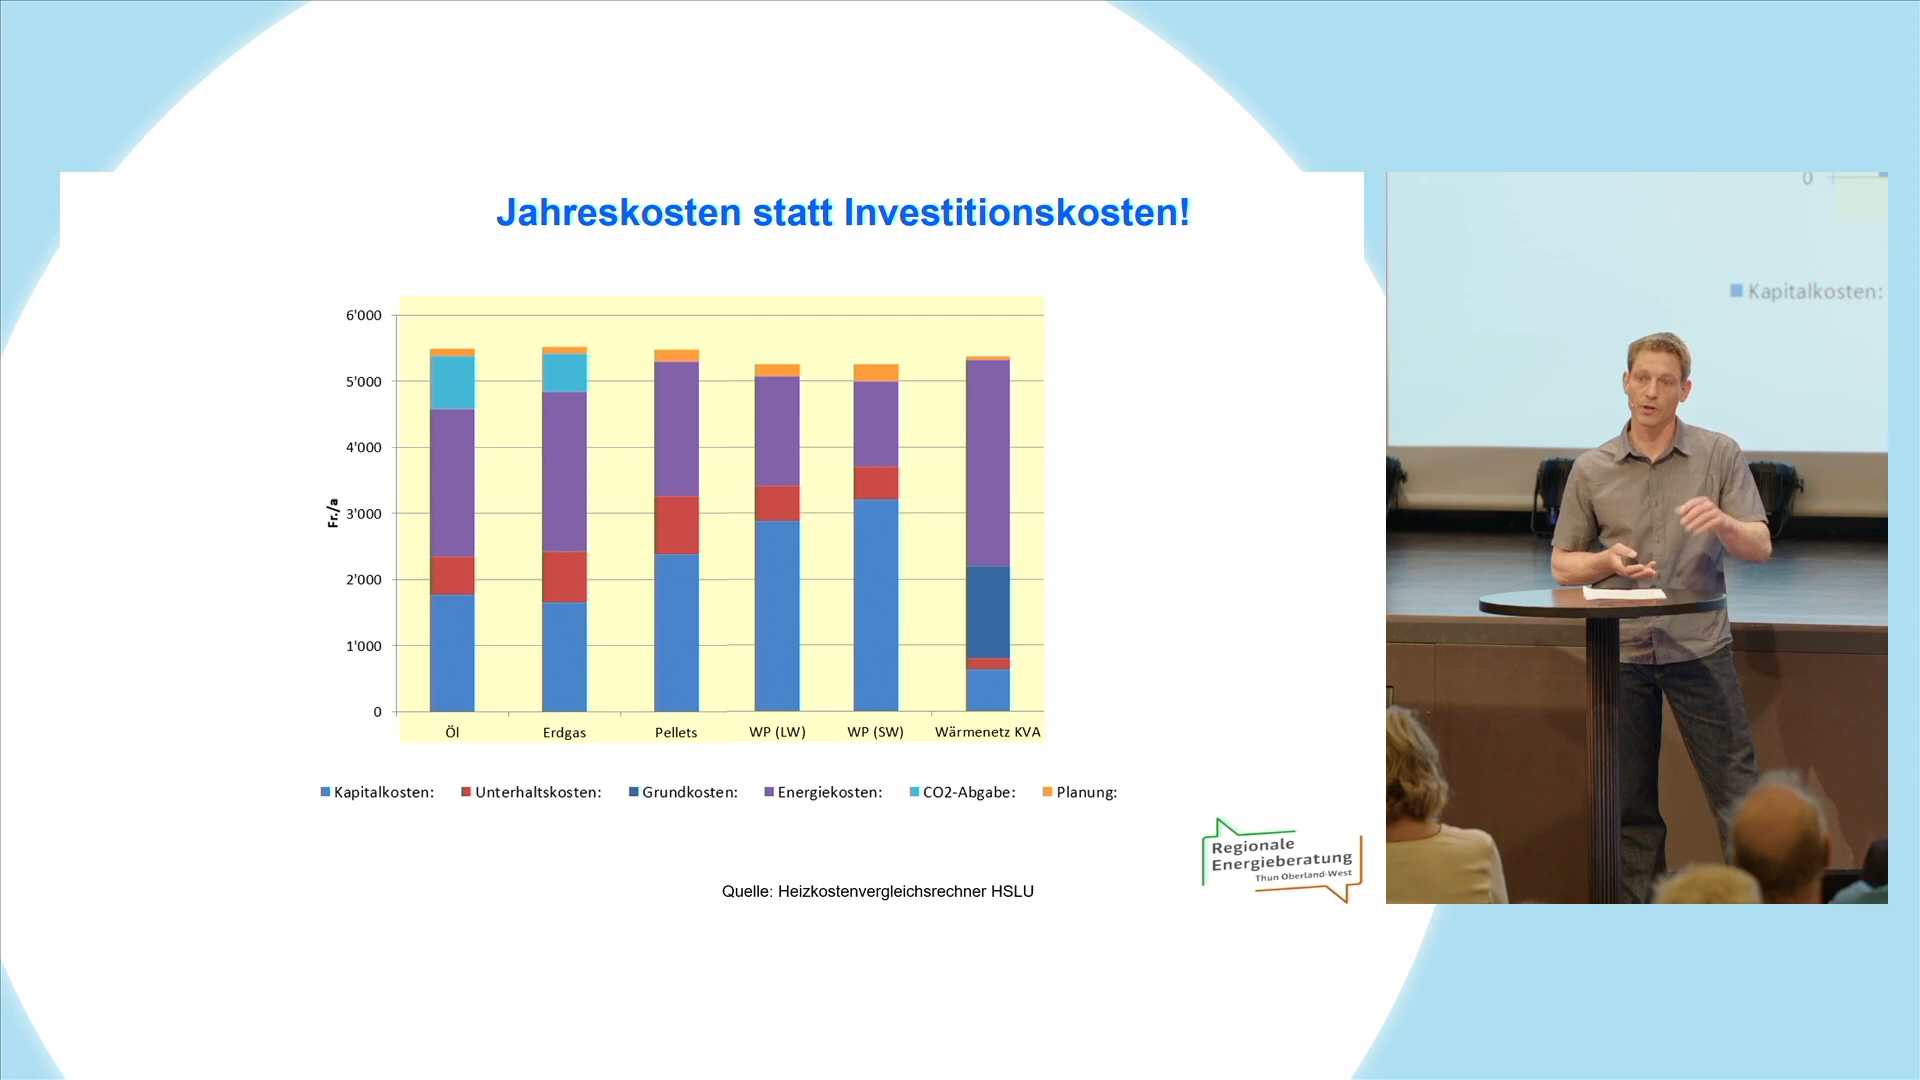 Jahreskosten statt Investitionskosten!
6'000
5'000
4'000
3'000
2'000
1'000
0
Fr./a
Öl
Erdgas
Pellets
WP (LW)
WP (SW)
Wärmenetz KVA
Kapitalkosten:
Unterhaltskosten:
Grundkosten:
Energiekosten:
CO2-Abgabe:
Planung:
Quelle: Heizkostenvergleichsrechner HSLU
Regionale
Energieberatung
Thun Oberland-West
0
Kapitalkosten: